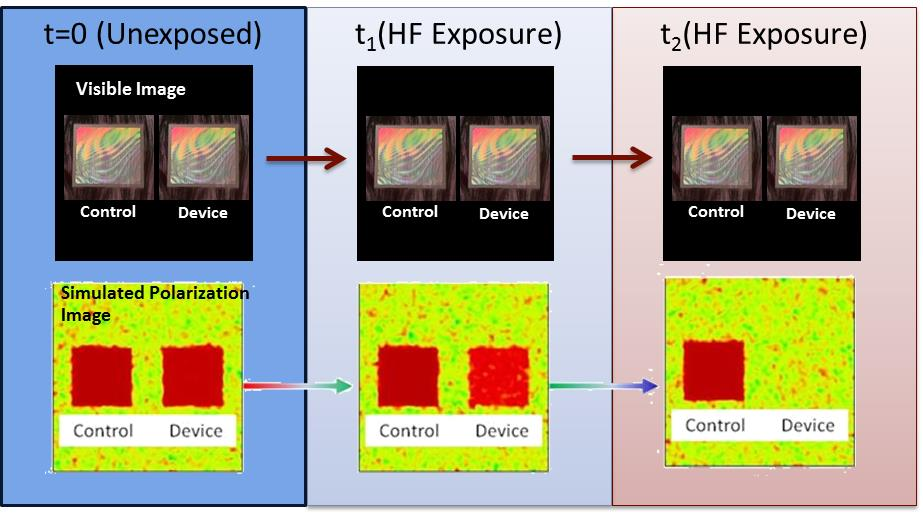 t=0 (Unexposed)
t₁(HF Exposure)
t₂(HF Exposure)
Visible Image
Control Device
Control Device
Control Device
Simulated Polarization
Image
Control Device
Control Device
Control Device